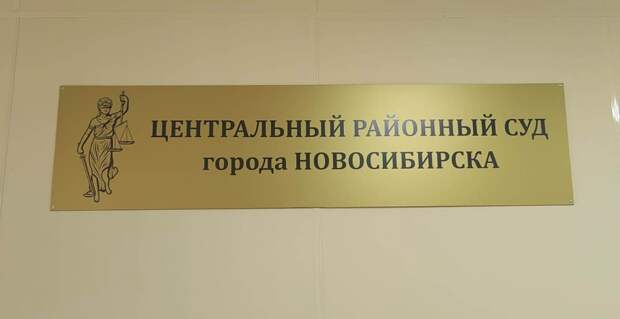 ЦЕНТРАЛЬНЫЙ РАЙОННЫЙ СУД
города НОВОСИБИРСКА